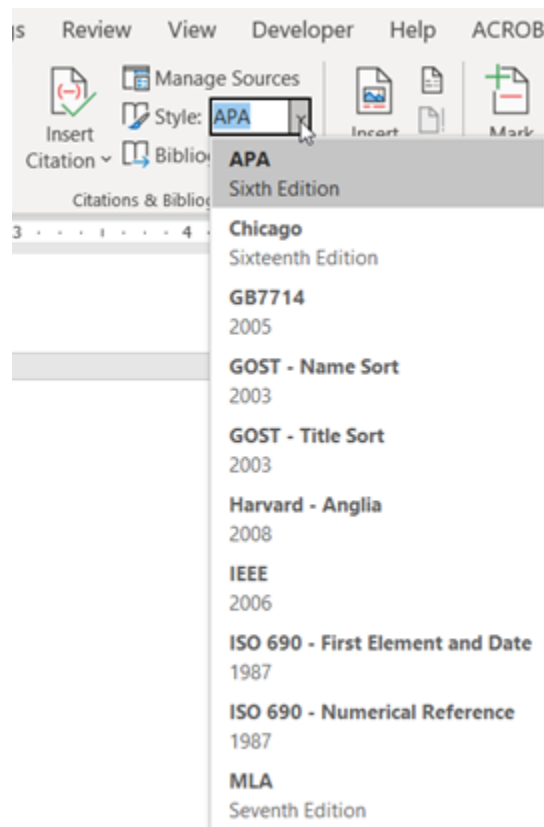 Review View Developer Help ACROB
Manage Sources
Style: APA
Insert
Citation
Biblio
Insert
Mark
Citations & Bibliog
3 4
APA
Sixth Edition
Chicago
Sixteenth Edition
GB7714
2005
GOST - Name Sort
2003
GOST - Title Sort
2003
Harvard - Anglia
2008
IEEE
2006
ISO 690 - First Element and Date
1987
ISO 690 - Numerical Reference
1987
MLA
Seventh Edition